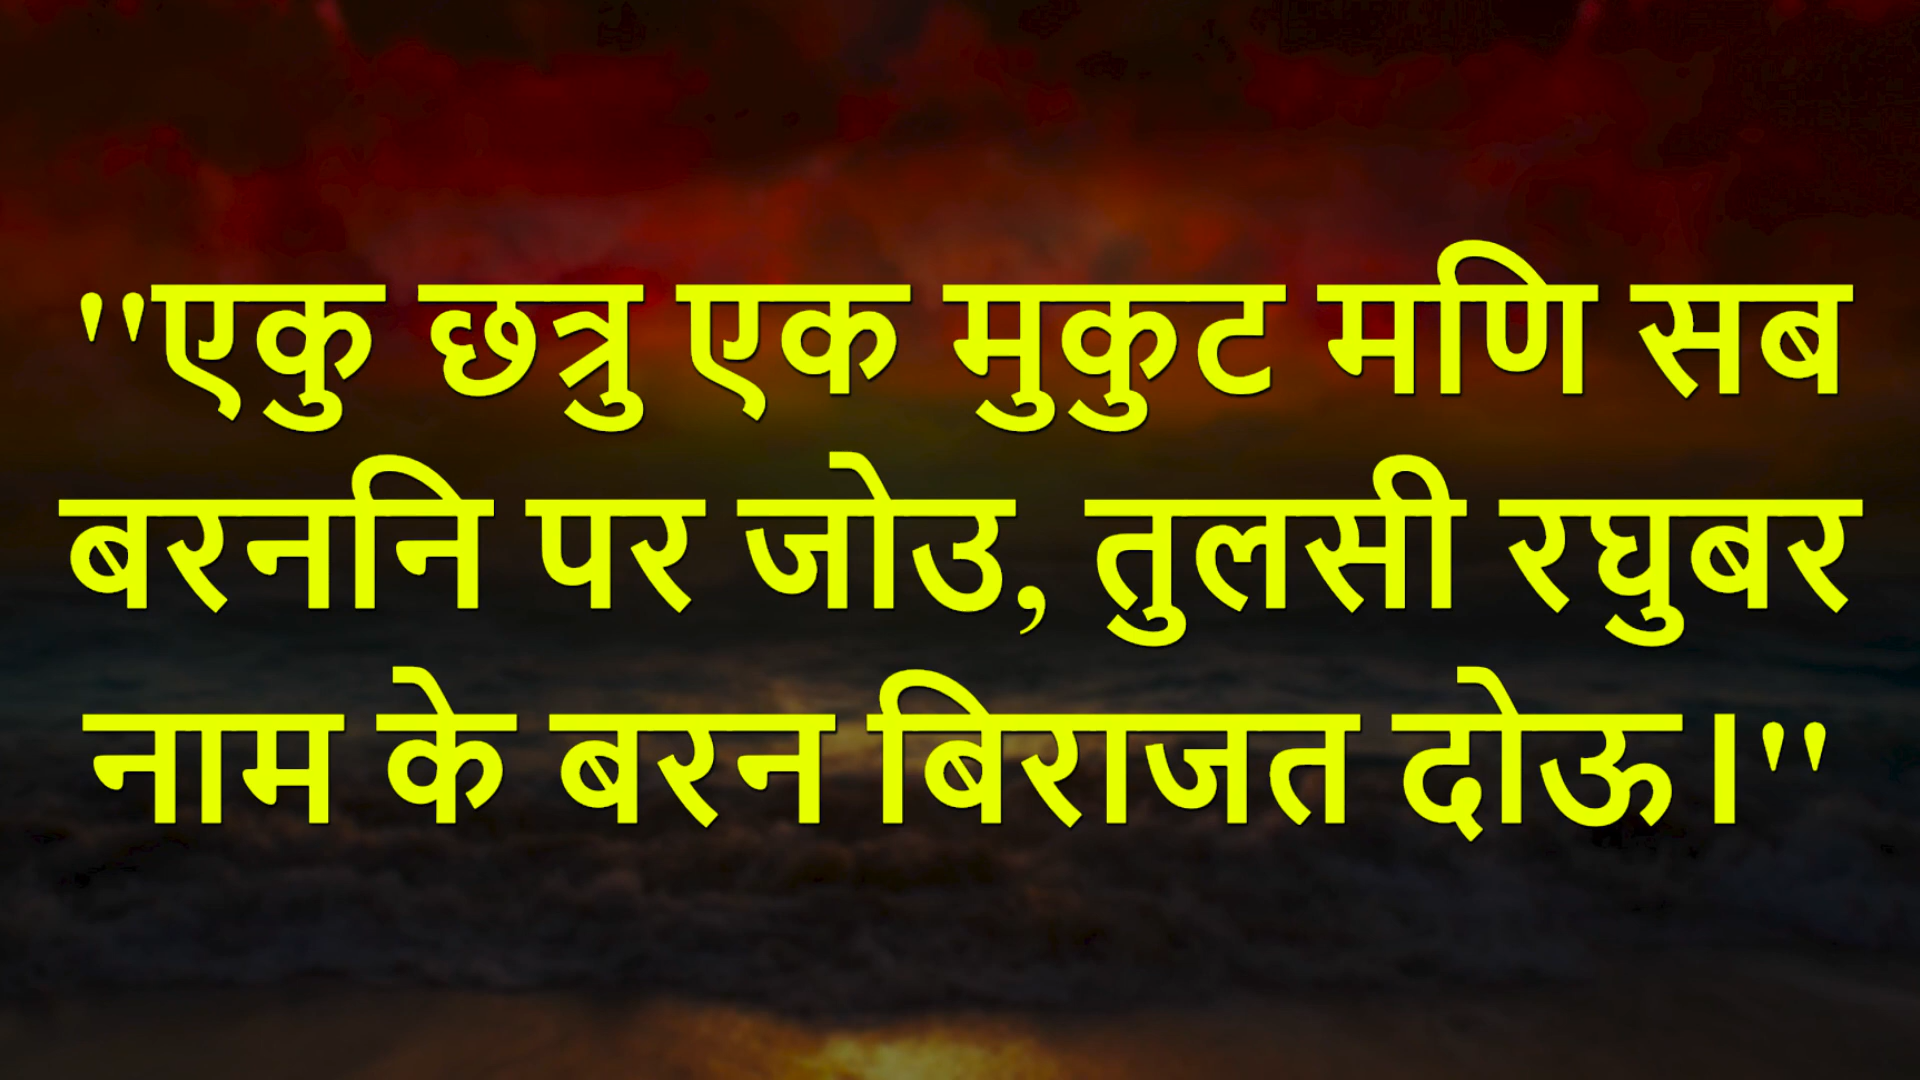 "एकु छत्रु एक मुकुट मणि सब
बरननि पर जोउ, तुलसी रघुबर
नाम के बरन बिराजत दोऊ।"